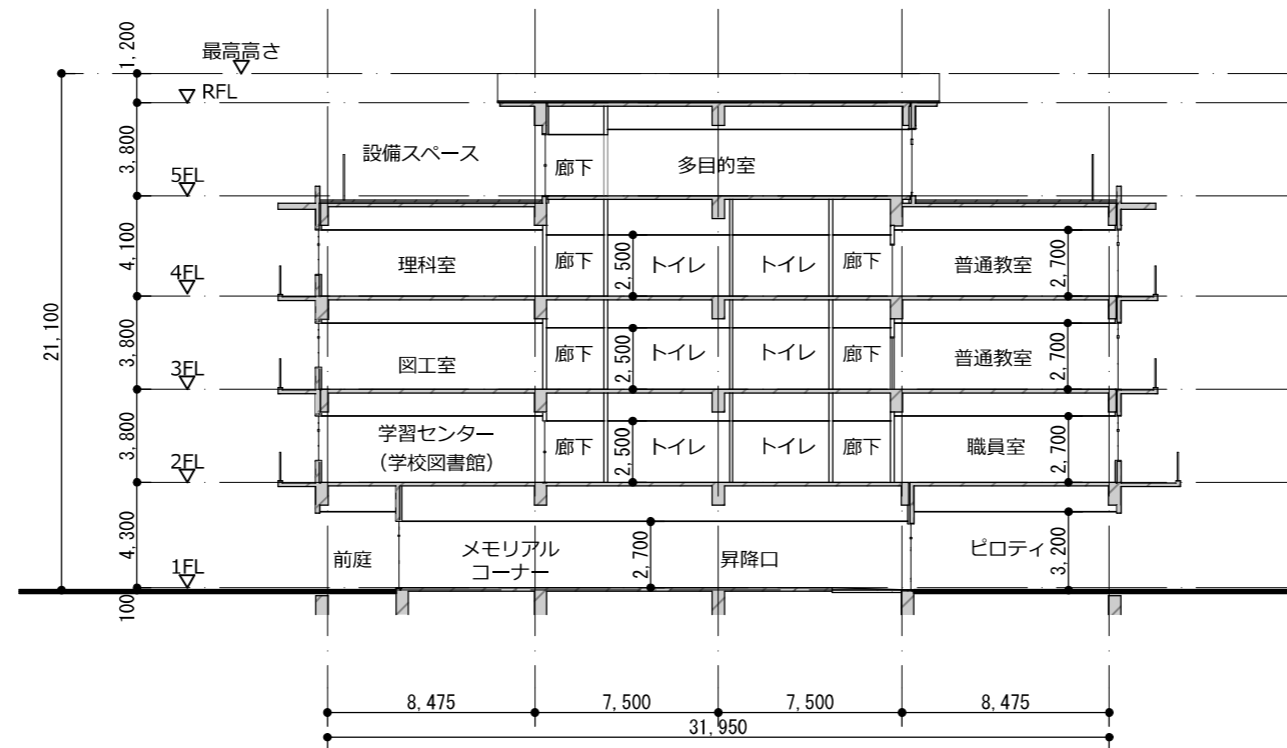 1,200
最高高さ
RFL
3,800
設備スペース
廊下
多目的室
5FL
4,100
理科室
廊下
2,500
トイレ
トイレ
廊下
普通教室
2,700
4FL
21,100
3,800
図工室
廊下
2,500
トイレ
トイレ
廊下
普通教室
2,700
3FL
3,800
学習センター
(学校図書館)
廊下
2,500
トイレ
トイレ
廊下
職員室
2,700
2FL
4,300
前庭
メモリアル
コーナー
2,700
昇降口
ピロティ
3,200
1FL
100
8,475
7,500
7,500
8,475
31,950